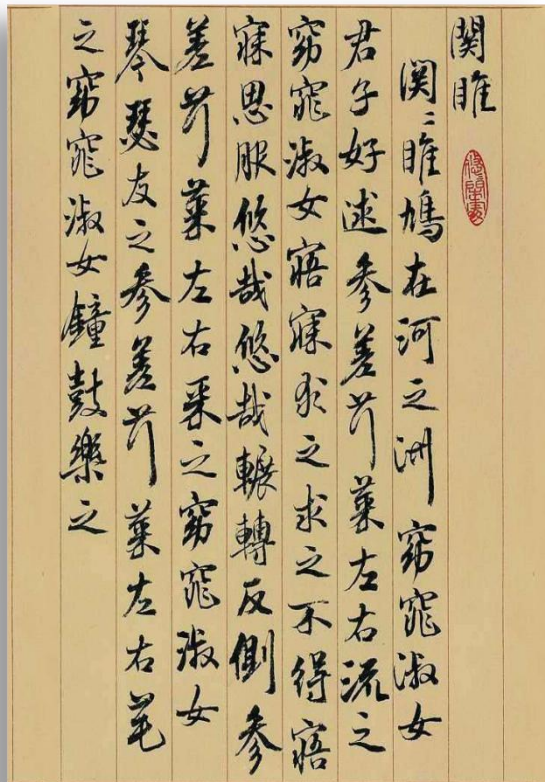 関雎
関〻雎鳩在河之洲窈窕淑女
君子好逑參差荇菜左右流之
窈窕淑女寤寐求之求之不得寤
寐思服悠哉悠哉輾轉反側參
差荇菜左右采之窈窕淑女
琴瑟友之參差荇菜左右芼
之窈窕淑女鐘鼓樂之